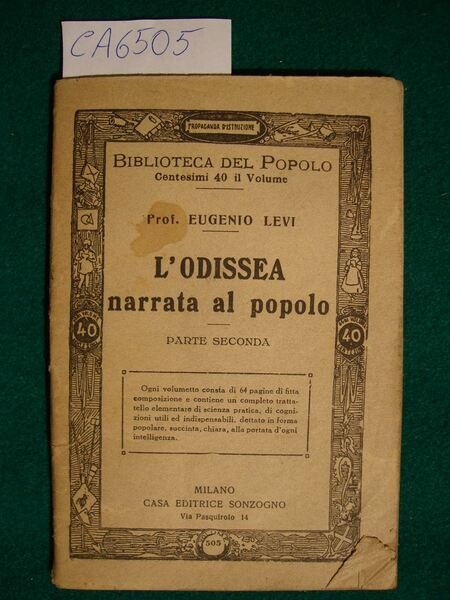 CA6505
PROPAGANDA D'ISTRUZIONE
BIBLIOTECA DEL POPOLO
Centesimi 40 il Volume
Prof. EUGENIO LEVI
L'ODISSEA
narrata al popolo
PARTE SECONDA
40
40
Ogni volumetto consta di 64 pagine di fitta
composizione e contiene un completo tratta-
tello elementare di scienza pratica, di cogni-
zioni utili ed indispensabili, dettato in forma
popolare, succinta, chiara, alla portata d'ogni
intelligenza.
MILANO
CASA EDITRICE SONZOGNO
Via Pasquirolo 14
505